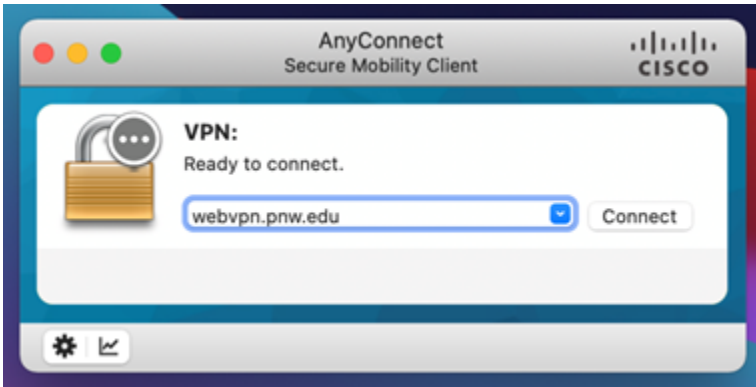 AnyConnect
Secure Mobility Client
CISCO
VPN:
Ready to connect.
webvpn.pnw.edu
Connect